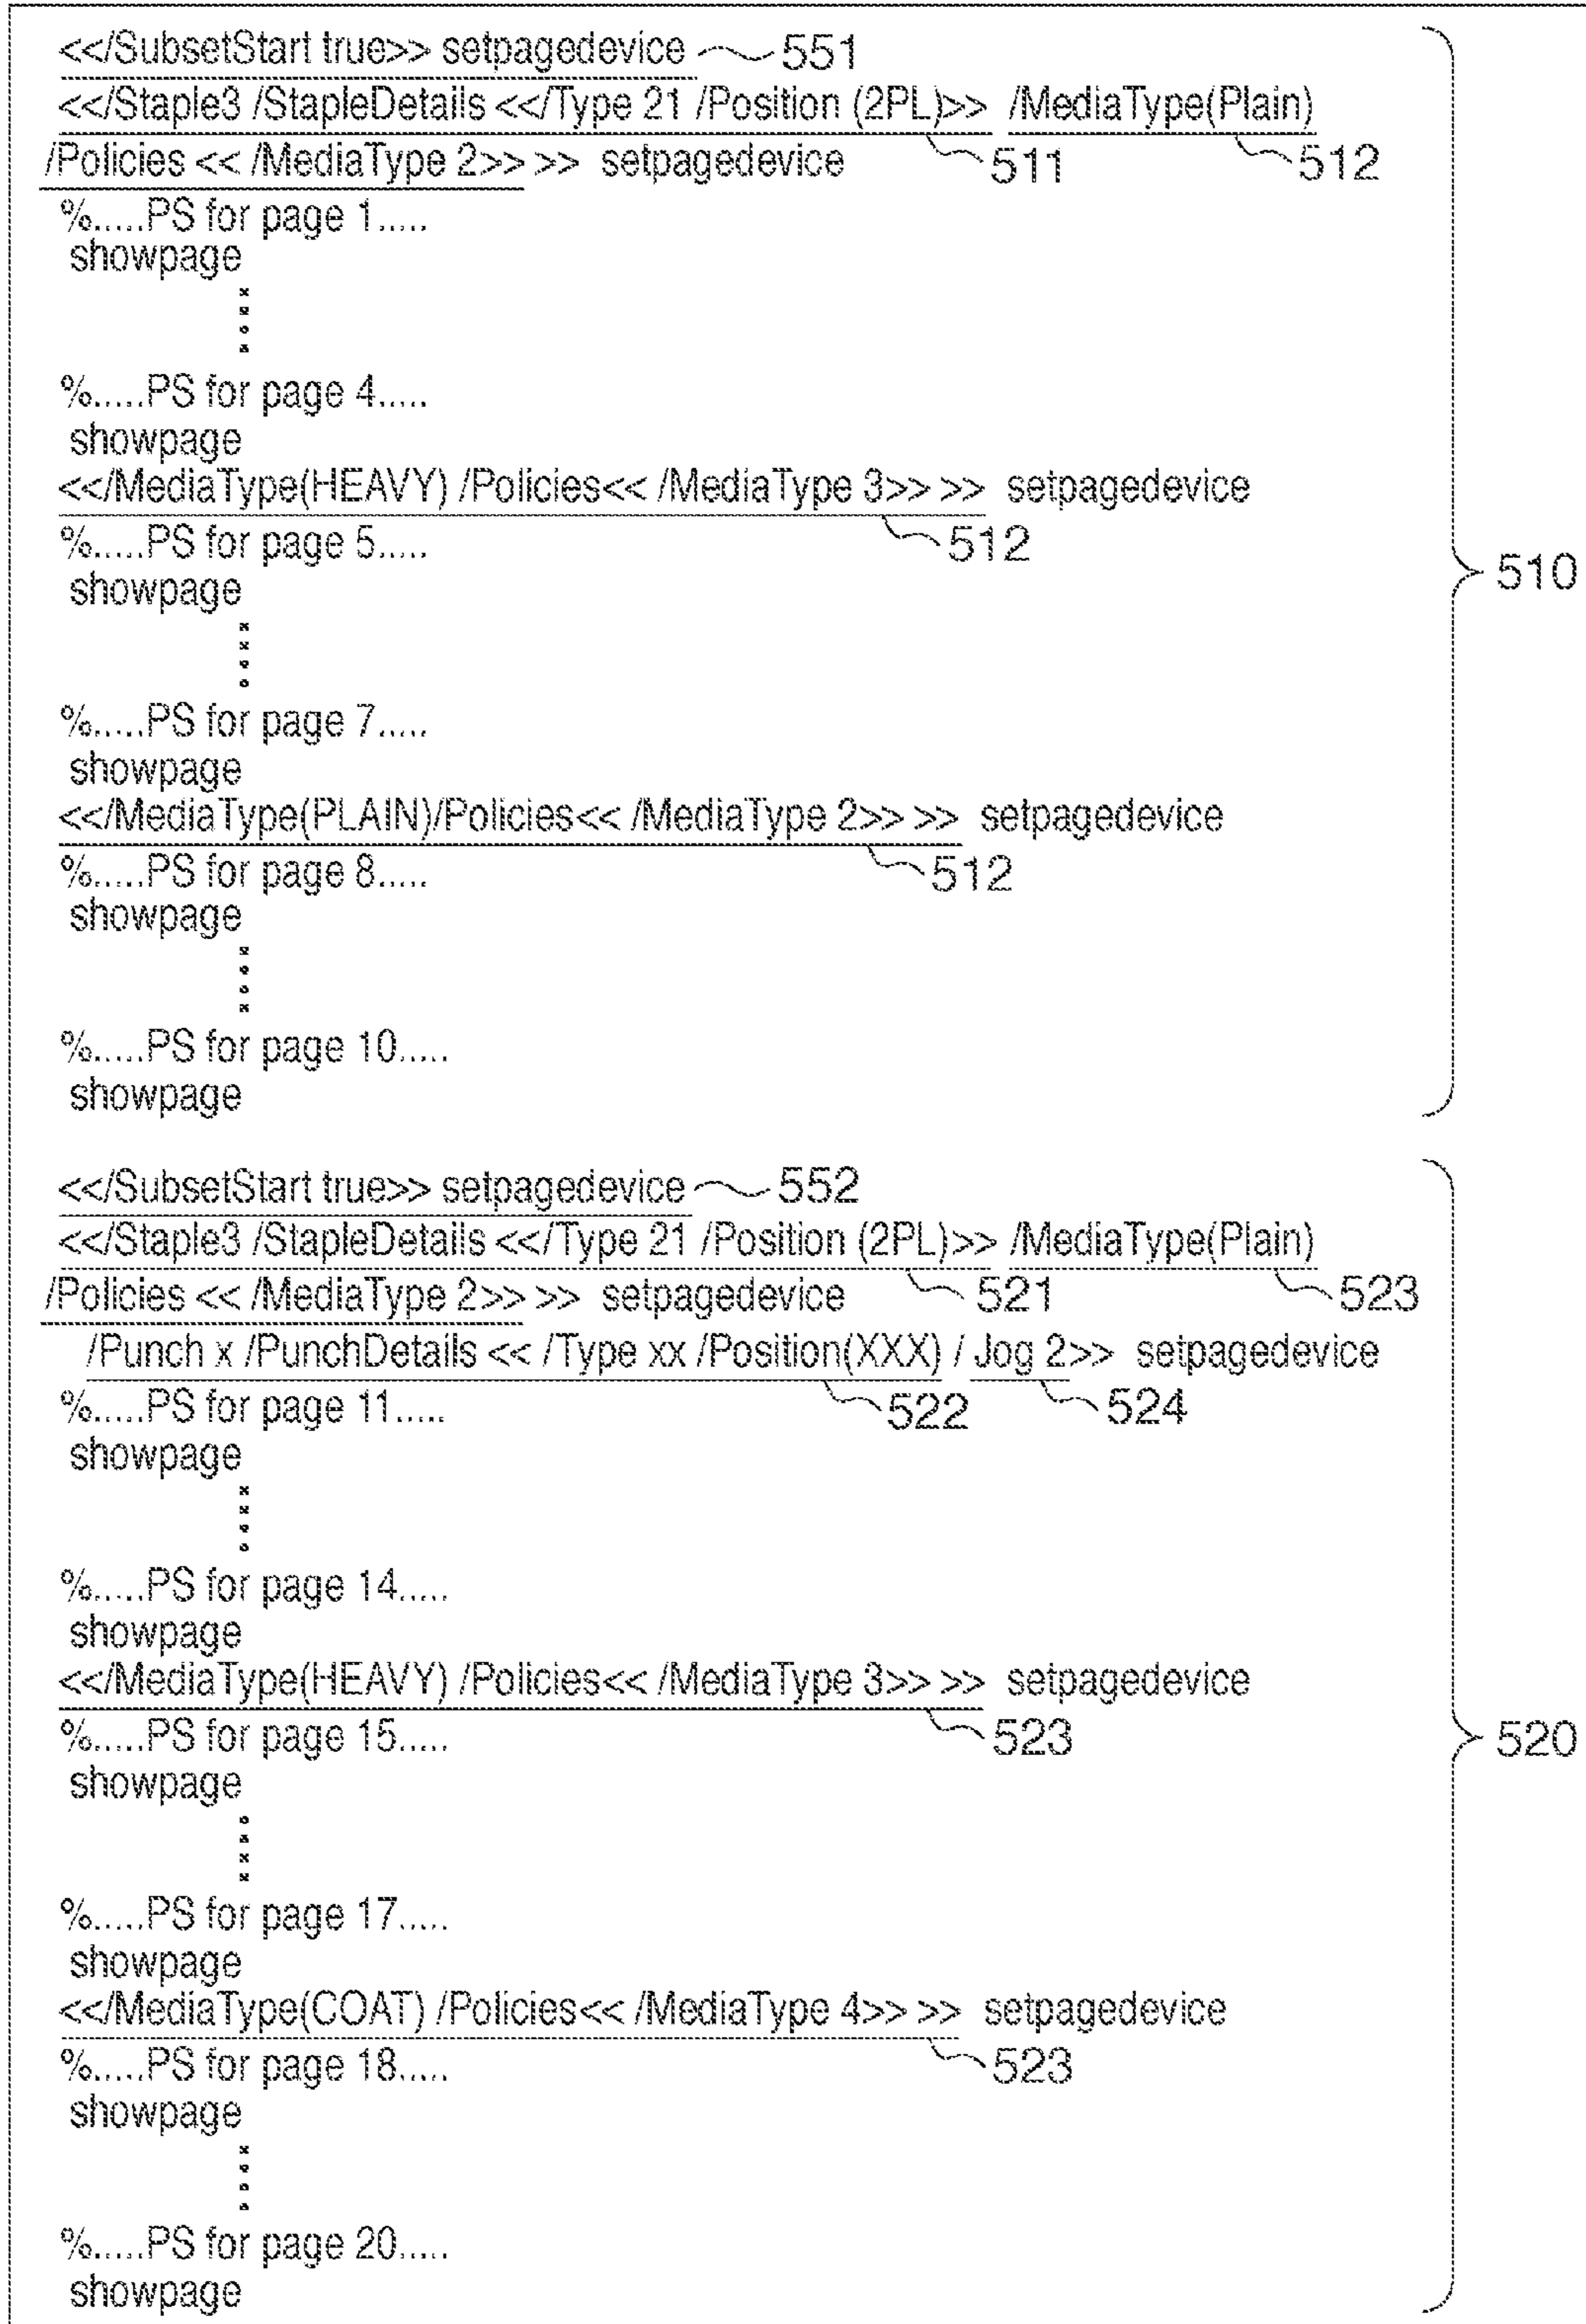 <</SubsetStart true>> setpagedevice 551
<</Staple3 /StapleDetails <</Type 21 /Position (2PL)>> /MediaType(Plain)
/Policies << /MediaType 2>> >> setpagedevice 511 512
%.....PS for page 1.....
showpage
%.....PS for page 4.....
showpage
<</MediaType(HEAVY) /Policies<< /MediaType 3>> >> setpagedevice
%.....PS for page 5..... 512
showpage
510
%.....PS for page 7.....
showpage
<</MediaType(PLAIN)/Policies<< /MediaType 2>> >> setpagedevice
%.....PS for page 8..... 512
showpage
%.....PS for page 10.....
showpage
<</SubsetStart true>> setpagedevice 552
<</Staple3 /StapleDetails <</Type 21 /Position (2PL)>> /MediaType(Plain)
/Policies << /MediaType 2>> >> setpagedevice 521 523
/Punch x /PunchDetails << /Type xx /Position(XXX) / Jog 2>> setpagedevice
%.....PS for page 11..... 522 524
showpage
%.....PS for page 14.....
showpage
<</MediaType(HEAVY) /Policies<< /MediaType 3>> >> setpagedevice
%.....PS for page 15..... 523
520
showpage
%.....PS for page 17.....
showpage
<</MediaType(COAT) /Policies<< /MediaType 4>> >> setpagedevice
%.....PS for page 18..... 523
showpage
%.....PS for page 20.....
showpage